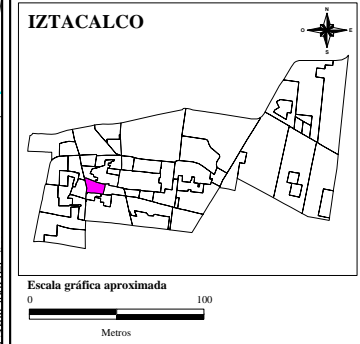 IZTACALCO
N
O E
S
Escala gráfica aproximada
0 100
Metros